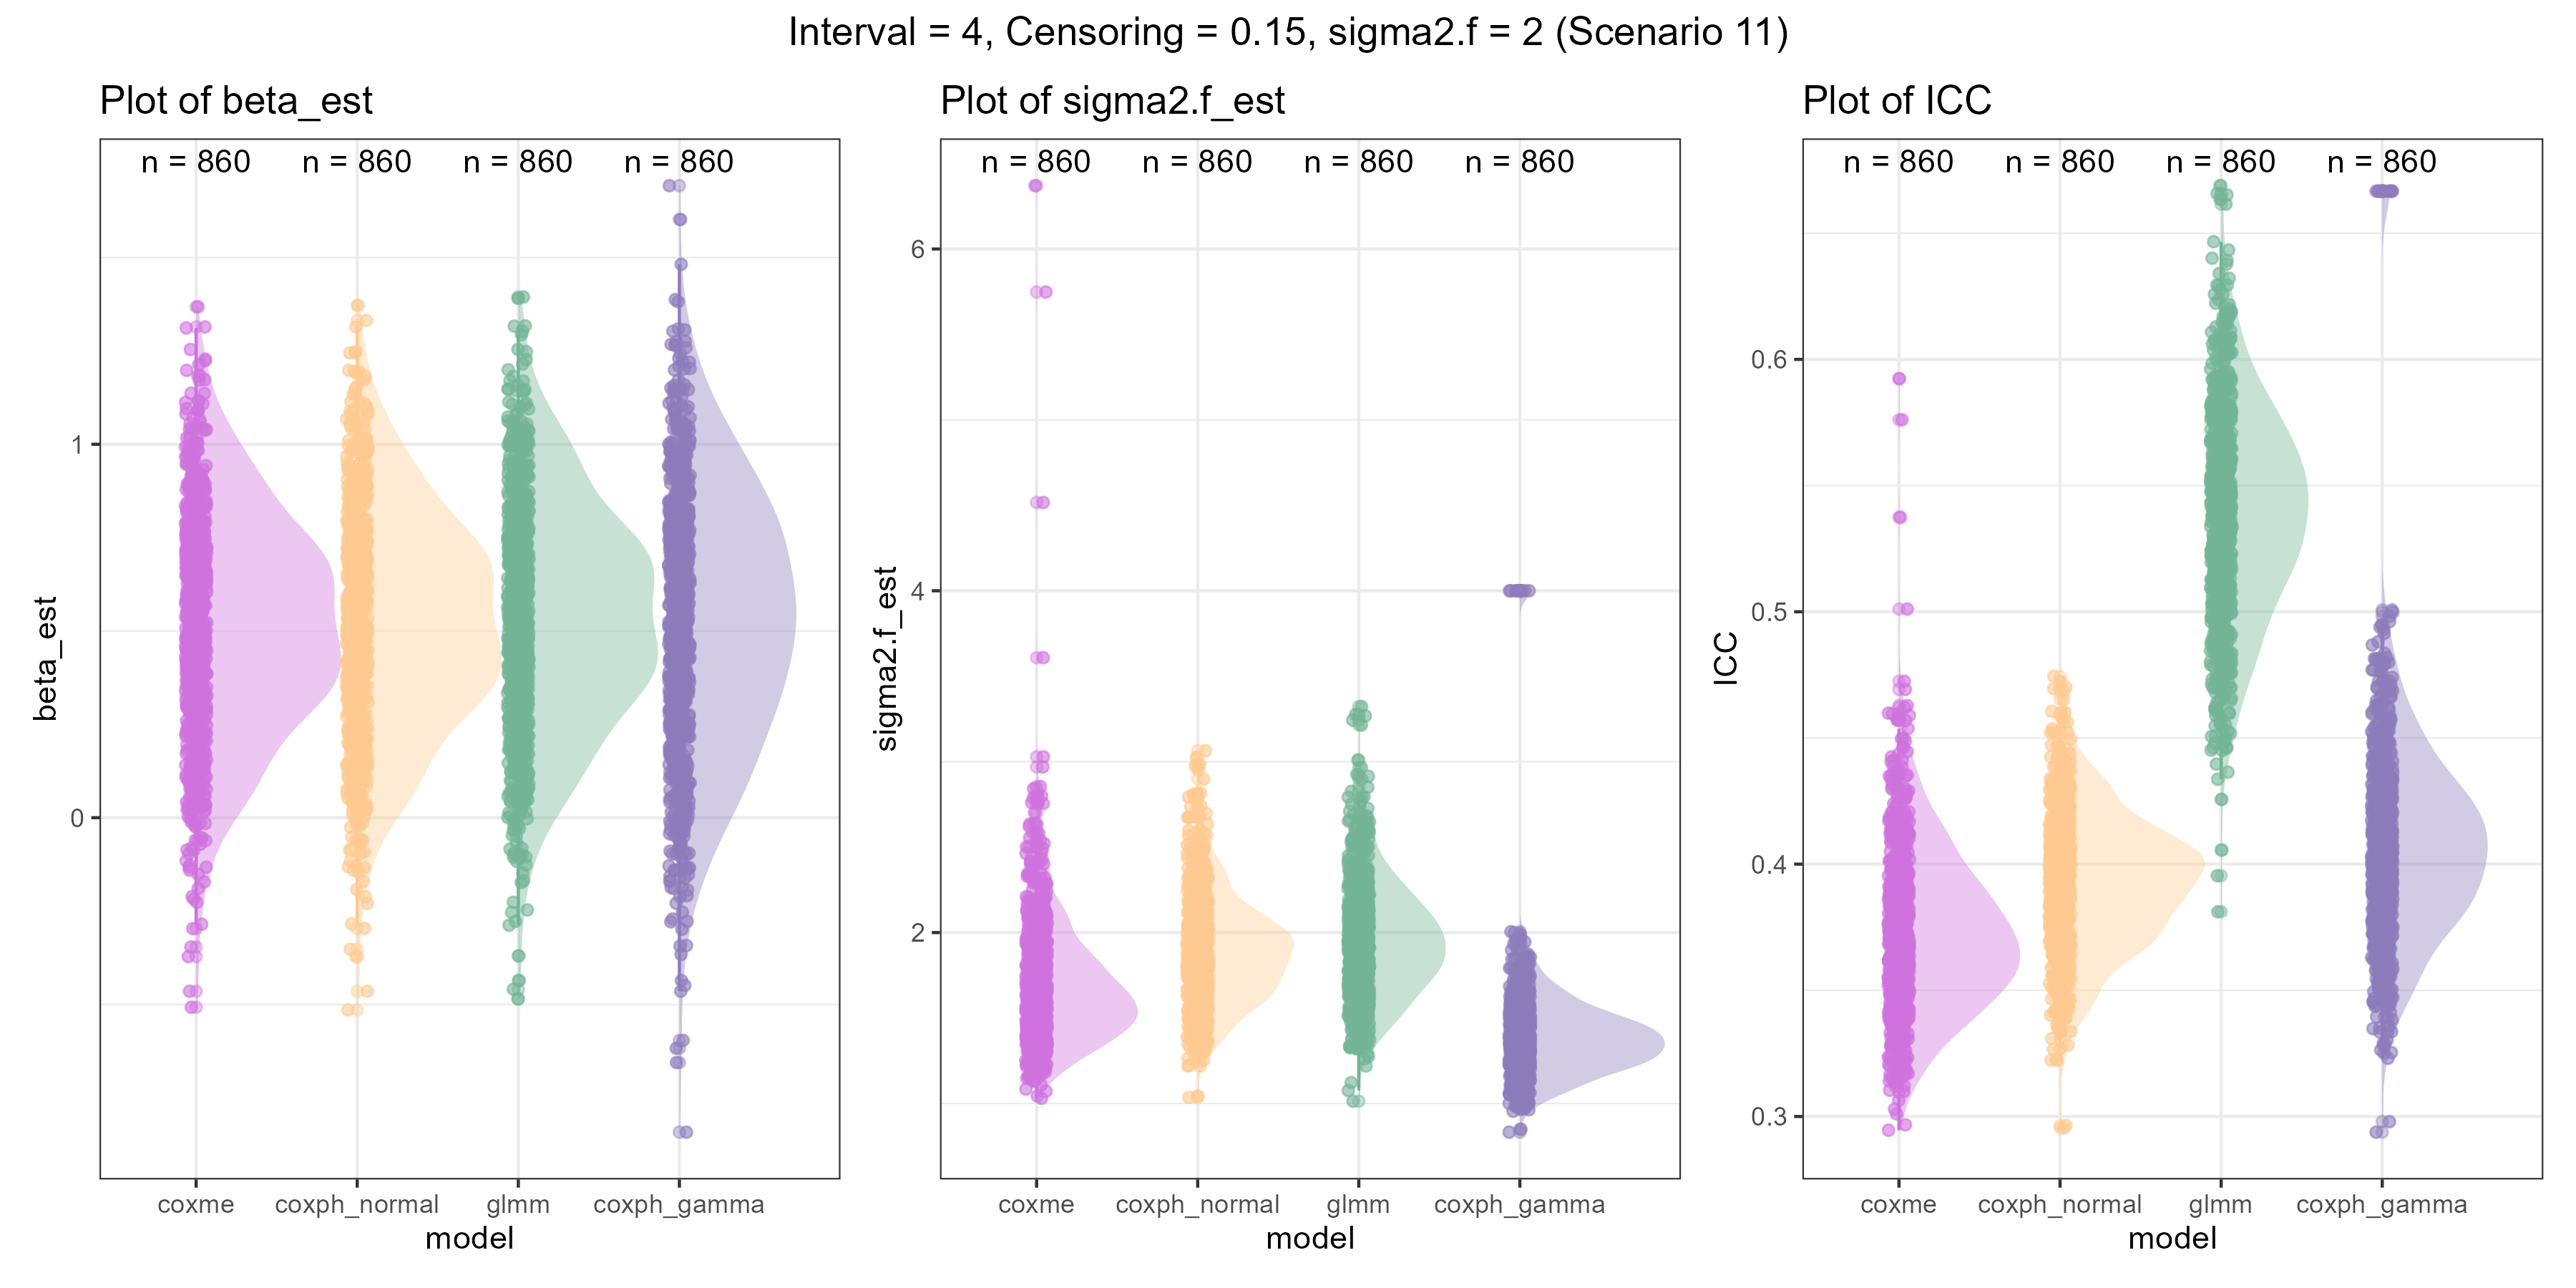 Interval = 4, Censoring = 0.15, sigma2.f = 2 (Scenario 11)
Plot of beta_est
n = 860 n = 860 n = 860 n = 860
1
0
beta_est
coxme coxph_normal glmm coxph_gamma
model
Plot of sigma2.f_est
n = 860 n = 860 n = 860 n = 860
6
4
2
sigma2.f_est
coxme coxph_normal glmm coxph_gamma
model
Plot of ICC
n = 860 n = 860 n = 860 n = 860
0.6
0.5
0.4
0.3
ICC
coxme coxph_normal glmm coxph_gamma
model